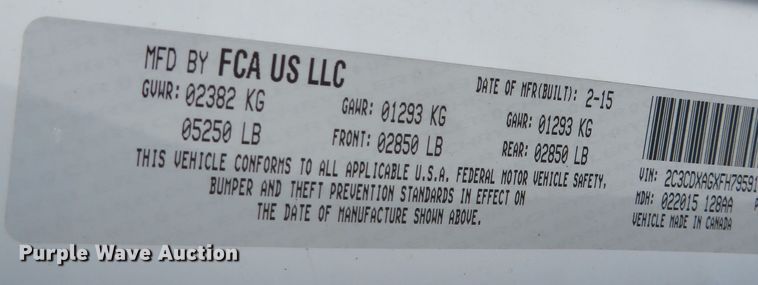 MFD BY FCA US LLC
DATE OF MFR(BUILT): 2-15
GVWR: 02382 KG
GAWR: 01293 KG
GAWR: 01293 KG
05250 LB
FRONT: 02850 LB
REAR: 02850 LB
THIS VEHICLE CONFORMS TO ALL APPLICABLE U.S.A. FEDERAL MOTOR VEHICLE SAFETY,
BUMPER AND THEFT PREVENTION STANDARDS IN EFFECT ON
THE DATE OF MANUFACTURE SHOWN ABOVE.
VIN: 2C3CDXAGXFH79591
MDH: 022015 128AA
VEHICLE MADE IN CANADA
Purple Wave Auction